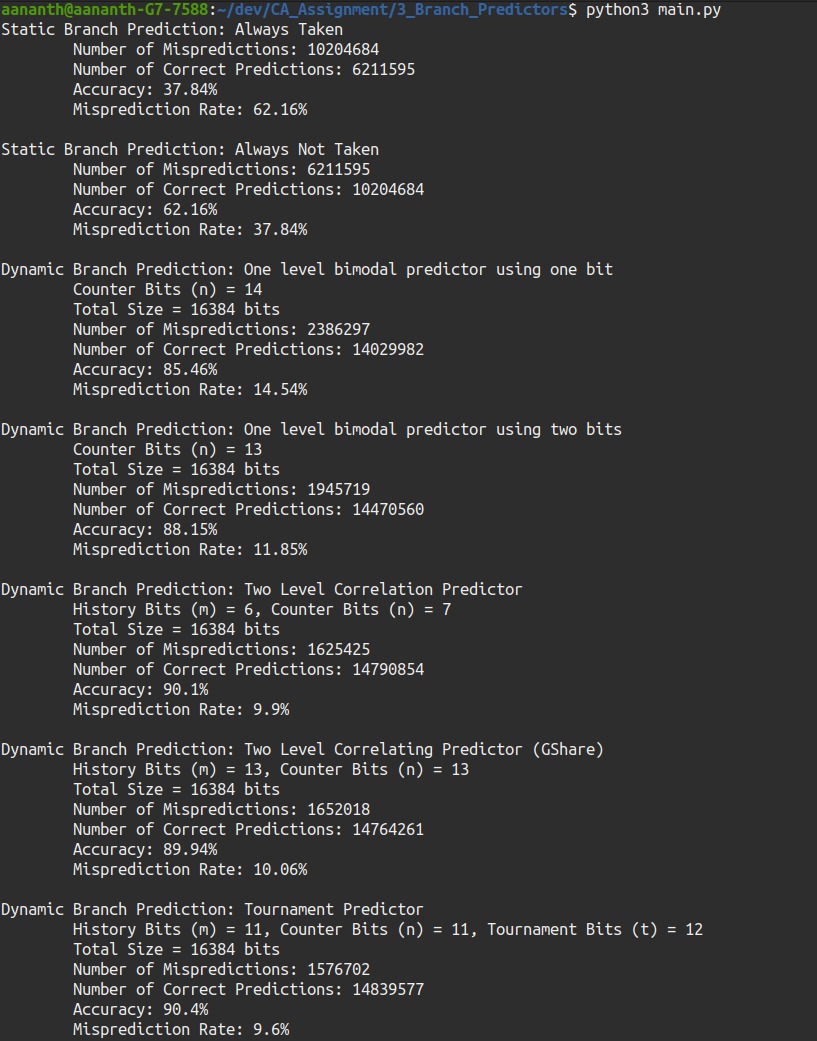 aananth@aananth-G7-7588:~/dev/CA_Assignment/3_Branch_Predictors$ python3 main.py
Static Branch Prediction: Always Taken
Number of Mispredictions: 10204684
Number of Correct Predictions: 6211595
Accuracy: 37.84%
Misprediction Rate: 62.16%
Static Branch Prediction: Always Not Taken
Number of Mispredictions: 6211595
Number of Correct Predictions: 10204684
Accuracy: 62.16%
Misprediction Rate: 37.84%
Dynamic Branch Prediction: One level bimodal predictor using one bit
Counter Bits (n) = 14
Total Size = 16384 bits
Number of Mispredictions: 2386297
Number of Correct Predictions: 14029982
Accuracy: 85.46%
Misprediction Rate: 14.54%
Dynamic Branch Prediction: One level bimodal predictor using two bits
Counter Bits (n) = 13
Total Size = 16384 bits
Number of Mispredictions: 1945719
Number of Correct Predictions: 14470560
Accuracy: 88.15%
Misprediction Rate: 11.85%
Dynamic Branch Prediction: Two Level Correlation Predictor
History Bits (m) = 6, Counter Bits (n) = 7
Total Size = 16384 bits
Number of Mispredictions: 1625425
Number of Correct Predictions: 14790854
Accuracy: 90.1%
Misprediction Rate: 9.9%
Dynamic Branch Prediction: Two Level Correlating Predictor (GShare)
History Bits (m) = 13, Counter Bits (n) = 13
Total Size = 16384 bits
Number of Mispredictions: 1652018
Number of Correct Predictions: 14764261
Accuracy: 89.94%
Misprediction Rate: 10.06%
Dynamic Branch Prediction: Tournament Predictor
History Bits (m) = 11, Counter Bits (n) = 11, Tournament Bits (t) = 12
Total Size = 16384 bits
Number of Mispredictions: 1576702
Number of Correct Predictions: 14839577
Accuracy: 90.4%
Misprediction Rate: 9.6%